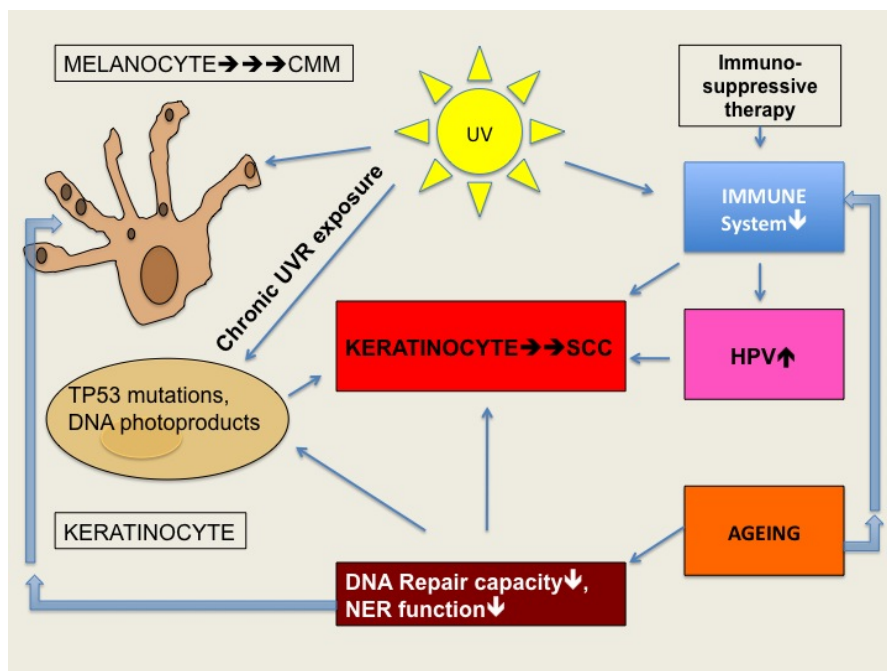 MELANOCYTE➔➔➔CMM
UV
Immuno-
suppressive
therapy
Chronic UVR exposure
IMMUNE
System🡫
KERATINOCYTE➔➔SCC
HPV🡩
TP53 mutations,
DNA photoproducts
KERATINOCYTE
AGEING
DNA Repair capacity🡫,
NER function🡫